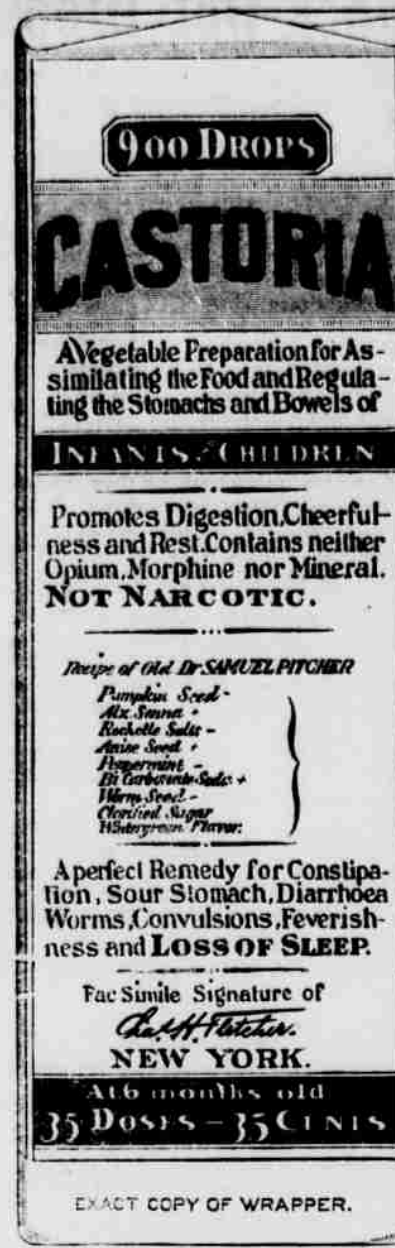 900 DROPS
CASTORIA
AVegetable Preparation for As-
similating the Food and Regula-
ting the Stomachs and Bowels of
INFANTS CHILDREN
Promotes Digestion,Cheerful-
ness and Rest.Contains neither
Opium,Morphine nor Mineral.
NOT NARCOTIC.
Recipe of Old Dr SAMUEL PITCHER
Pumpkin Seed -
Alx Senna +
Rochelle Salts -
Anise Seed +
Peppermint -
Bi Carbonate Soda +
Worm Seed -
Clarified Sugar
Wintergreen Flavor.
A perfect Remedy for Constipa-
tion, Sour Stomach, Diarrhoea
Worms, Convulsions, Feverish-
ness and LOSS OF SLEEP.
Fac Simile Signature of
Chas. H. Fletcher.
NEW YORK.
At 6 months old
35 DOSES – 35 CENTS
EXACT COPY OF WRAPPER.